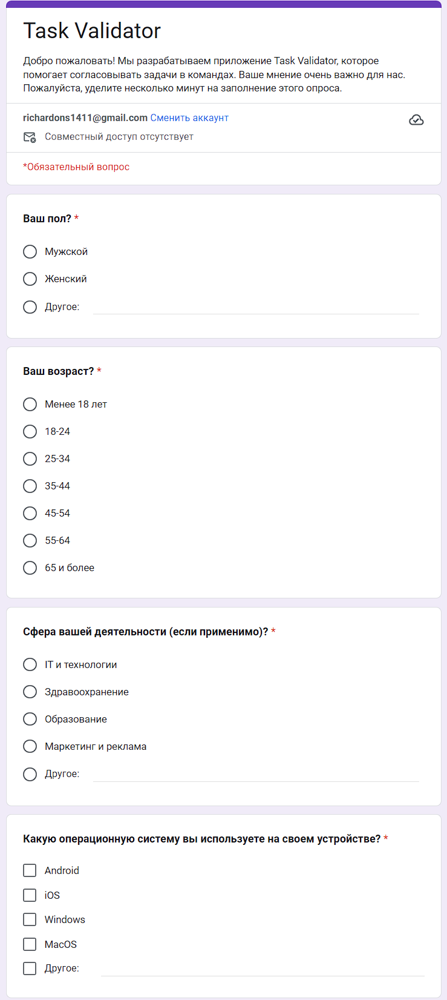 Task Validator
Добро пожаловать! Мы разрабатываем приложение Task Validator, которое
помогает согласовывать задачи в командах. Ваше мнение очень важно для нас.
Пожалуйста, уделите несколько минут на заполнение этого опроса.
richardons1411@gmail.com Сменить аккаунт
Совместный доступ отсутствует
*Обязательный вопрос
Ваш пол? *
Мужской
Женский
Другое:
Ваш возраст? *
Менее 18 лет
18-24
25-34
35-44
45-54
55-64
65 и более
Сфера вашей деятельности (если применимо)? *
IT и технологии
Здравоохранение
Образование
Маркетинг и реклама
Другое:
Какую операционную систему вы используете на своем устройстве? *
Android
iOS
Windows
MacOS
Другое: